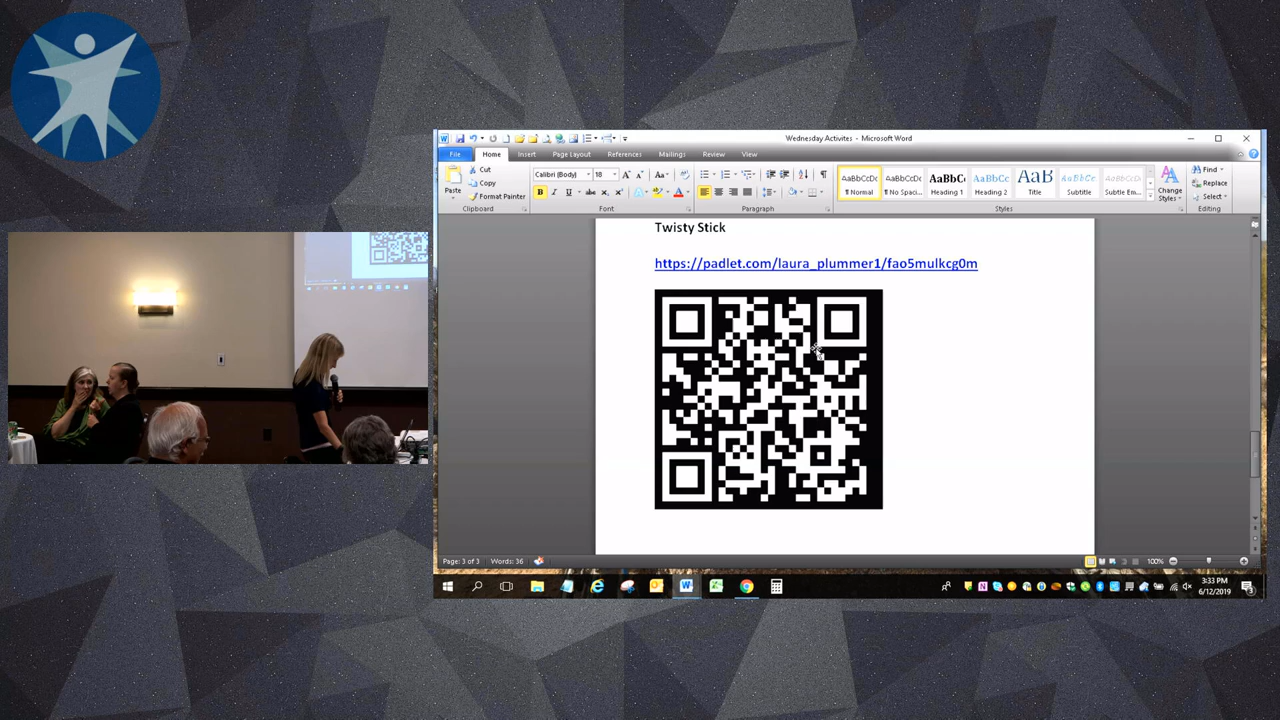 Wednesday Activites - Microsoft Word
File Home Insert Page Layout References Mailings Review View
Cut
Copy
Format Painter
Paste
Calibri (Body) 18
AaBbCcDc AaBbCcDc AaBbC AaBbCc AaB AaBbCc AaBbCcDc
¶ Normal ¶ No Spaci... Heading 1 Heading 2 Title Subtitle Subtle Em...
Change Styles
Find
Replace
Select
Clipboard Font Paragraph Styles Editing
Twisty Stick
https://padlet.com/laura_plummer1/fao5mulkcg0m
Page: 3 of 3 Words: 36 100%
3:33 PM
6/12/2019